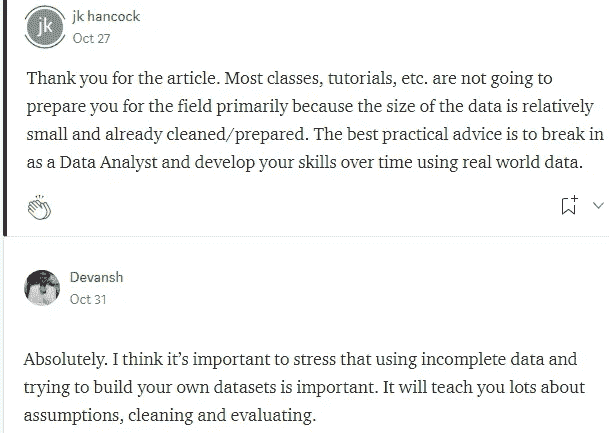 jk
jk hancock
Oct 27
Thank you for the article. Most classes, tutorials, etc. are not going to
prepare you for the field primarily because the size of the data is relatively
small and already cleaned/prepared. The best practical advice is to break in
as a Data Analyst and develop your skills over time using real world data.
Devansh
Oct 31
Absolutely. I think it's important to stress that using incomplete data and
trying to build your own datasets is important. It will teach you lots about
assumptions, cleaning and evaluating.